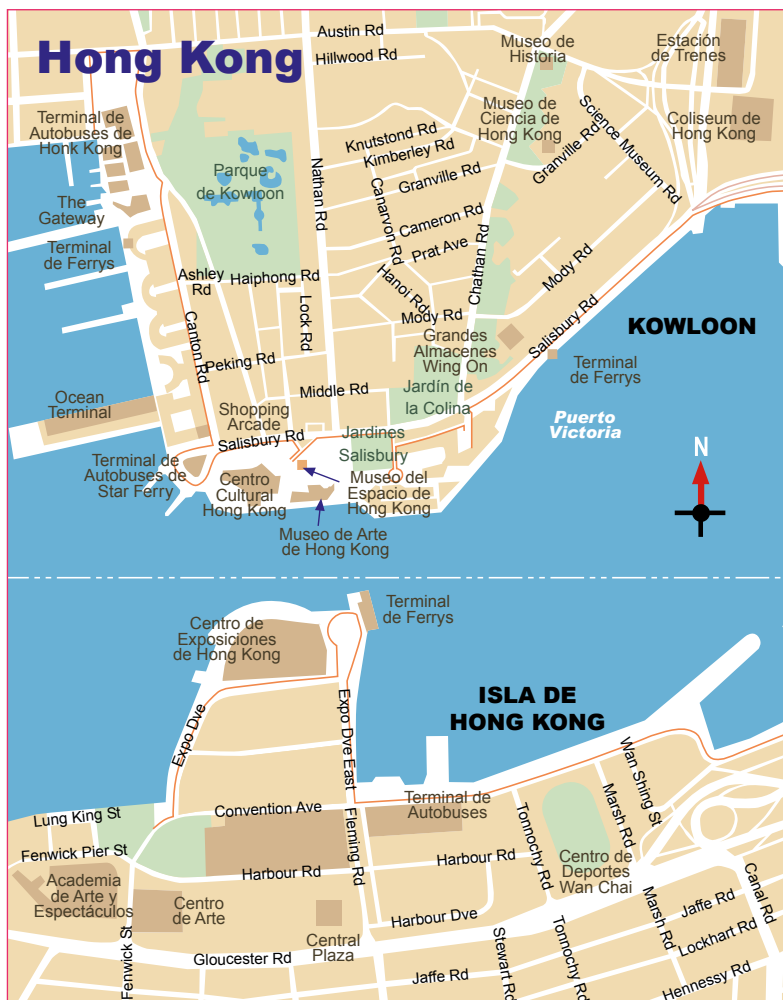 Hong Kong
Austin Rd
Hillwood Rd
Museo de
Historia
Estación
de Trenes
Terminal de
Autobuses de
Honk Kong
Museo de
Ciencia de
Hong Kong
Science Museum Rd
Coliseum de
Hong Kong
Knutstond Rd
Kimberley Rd
Granville Rd
Granville Rd
Parque
de Kowloon
Nathan Rd
Canarvon Rd
The
Gateway
Cameron Rd
Prat Ave
Chathan Rd
Terminal
de Ferrys
Ashley
Rd
Haiphong Rd
Hanoi Rd
Mody Rd
Lock Rd
Mody Rd
Salisbury Rd
KOWLOON
Canton Rd
Peking Rd
Grandes
Almacenes
Wing On
Terminal
de Ferrys
Ocean
Terminal
Middle Rd
Jardín de
la Colina
Shopping
Arcade
Puerto
Victoria
Salisbury Rd
Jardines
Salisbury
N
Terminal de
Autobuses de
Star Ferry
Centro
Cultural
Hong Kong
Museo del
Espacio de
Hong Kong
Museo de Arte
de Hong Kong
Terminal
de Ferrys
Centro de
Exposiciones
de Hong Kong
ISLA DE
HONG KONG
Expo Dve
Expo Dve East
Wan Shing St
Lung King St
Convention Ave
Terminal de
Autobuses
Marsh Rd
Fenwick Pier St
Fleming Rd
Tonnochy Rd
Harbour Rd
Harbour Rd
Centro de
Deportes
Wan Chai
Academia
de Arte y
Espectáculos
Centro
de Arte
Canal Rd
Harbour Dve
Marsh Rd
Jaffe Rd
Fenwick St
Central
Plaza
Gloucester Rd
Stewart Rd
Tonnochy Rd
Lockhart Rd
Jaffe Rd
Hennessy Rd